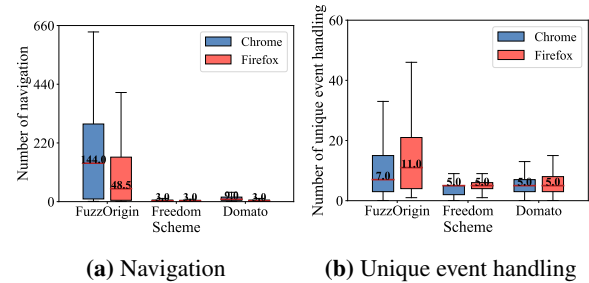 Number of navigation
660
440
220
0
Chrome
Firefox
144.0
48.5
3.0
3.0
9.0
3.0
FuzzOrigin Freedom Domato
Scheme
(a) Navigation
Number of unique event handling
60
40
20
0
Chrome
Firefox
7.0
11.0
5.0
5.0
5.0
5.0
FuzzOrigin Freedom Domato
Scheme
(b) Unique event handling